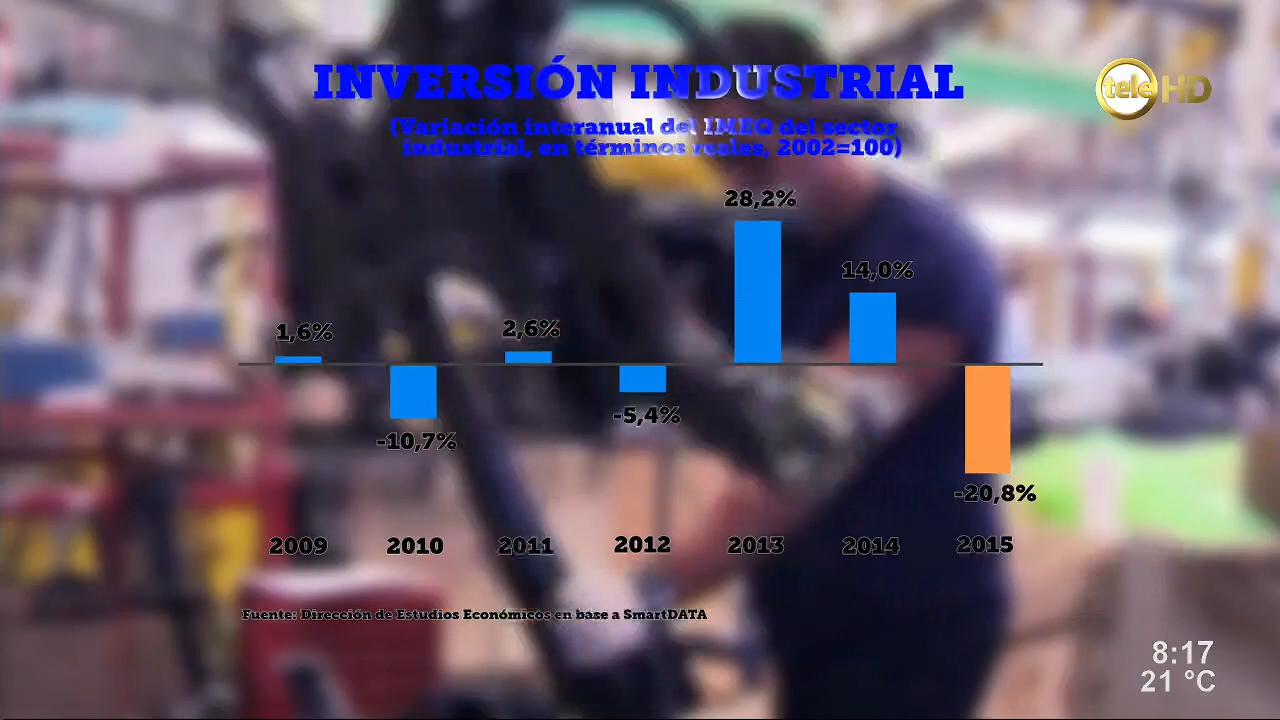 INVERSIÓN INDUSTRIAL
tele HD
(Variación interanual del IMEQ del sector
industrial, en términos reales, 2002=100)
28,2%
14,0%
1,6%
2,6%
-10,7%
-5,4%
-20,8%
2009 2010 2011 2012 2013 2014 2015
Fuente: Dirección de Estudios Económicos en base a SmartDATA
8:17
21 °C